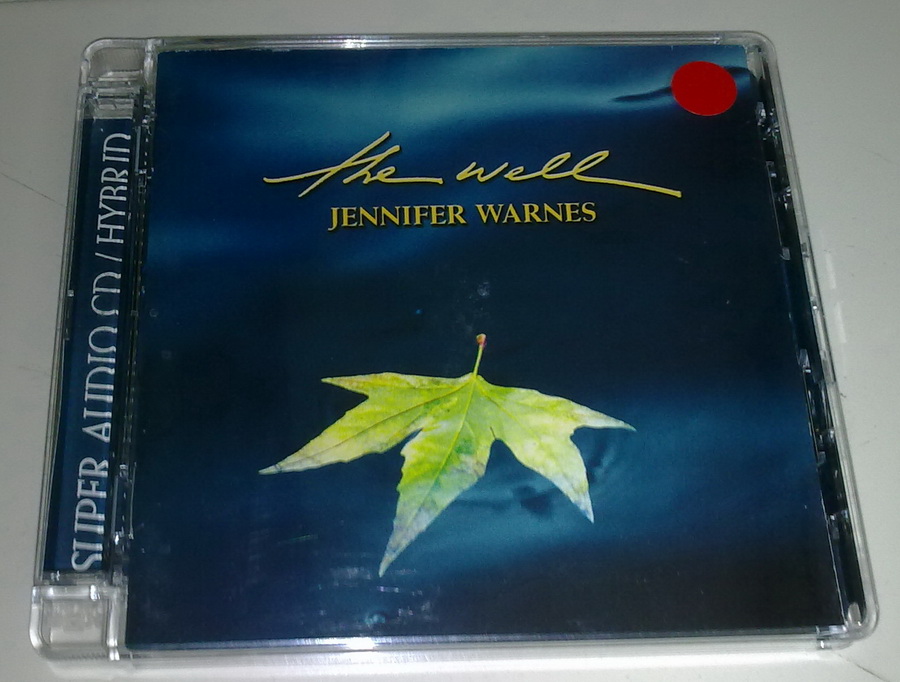 the well
JENNIFER WARNES
SUPER AUDIO CD / HYBRID